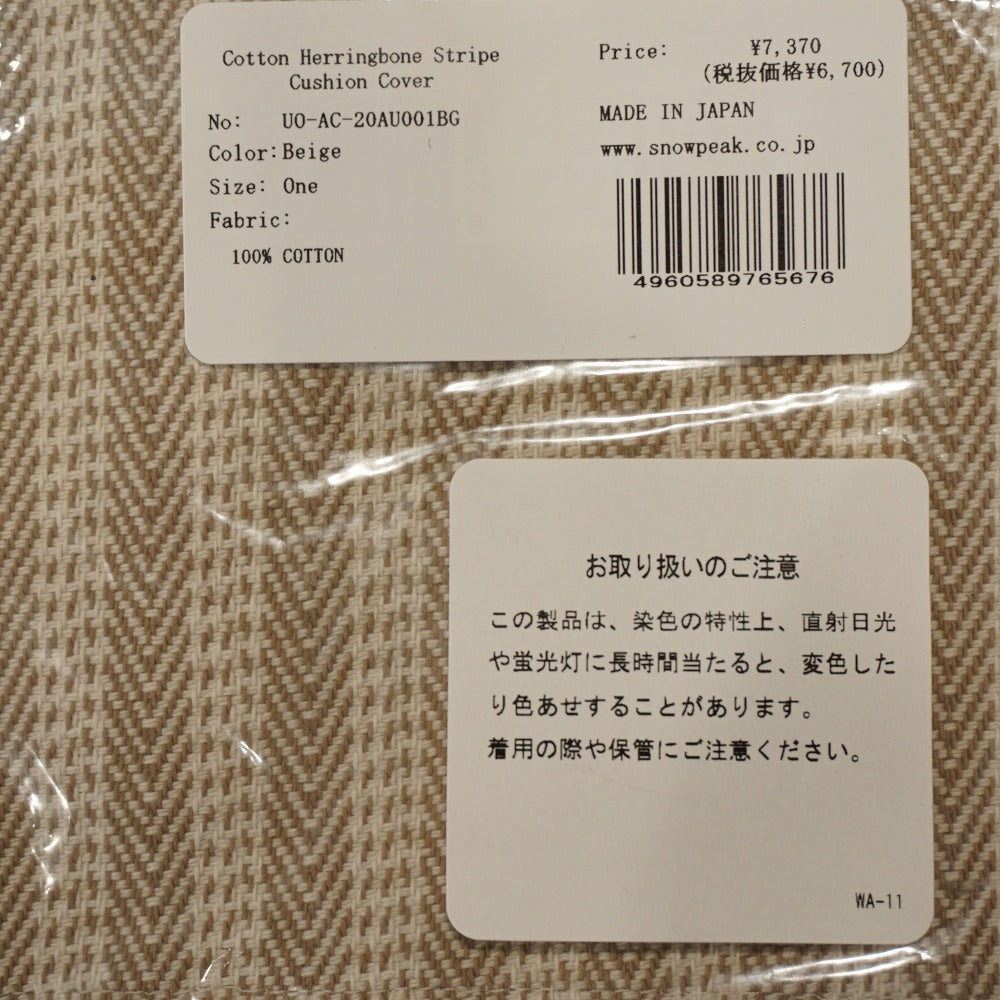 Cotton Herringbone Stripe
Cushion Cover
No: UO-AC-20AU001BG
Color: Beige
Size: One
Fabric:
100% COTTON
Price: ¥7,370
(税抜価格¥6,700)
MADE IN JAPAN
www.snowpeak.co.jp
4960589765676
お取り扱いのご注意
この製品は、染色の特性上、直射日光
や蛍光灯に長時間当たると、変色した
り色あせすることがあります。
着用の際や保管にご注意ください。
WA-11